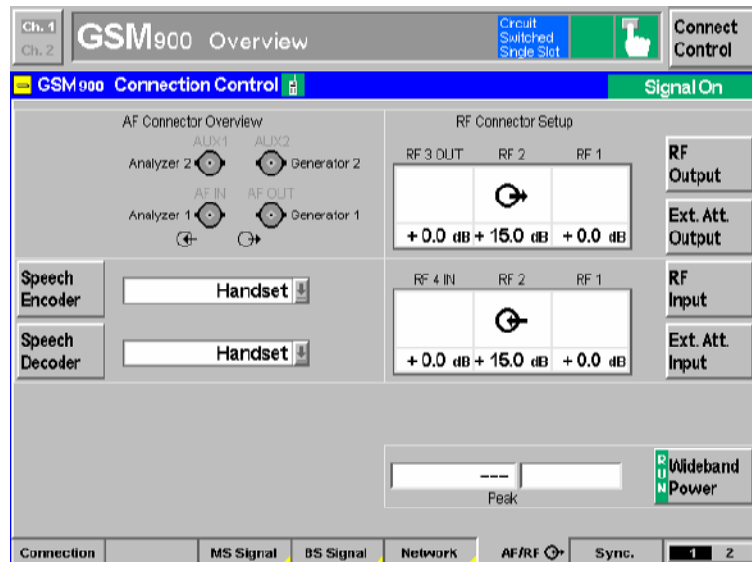 Ch. 1
Ch. 2
GSM900 Overview
Circuit
Switched
Single Slot
Connect
Control
GSM900 Connection Control
Signal On
AF Connector Overview
RF Connector Setup
AUX1 AUX2
Analyzer 2 Generator 2
AF IN AF OUT
Analyzer 1 Generator 1
RF 3 OUT RF 2 RF 1
+ 0.0 dB + 15.0 dB + 0.0 dB
RF
Output
Ext. Att.
Output
Speech
Encoder
Handset
Speech
Decoder
Handset
RF 4 IN RF 2 RF 1
+ 0.0 dB + 15.0 dB + 0.0 dB
RF
Input
Ext. Att.
Input
---
Peak
RUN
Wideband
Power
Connection MS Signal BS Signal Network AF/RF Sync. 1 2